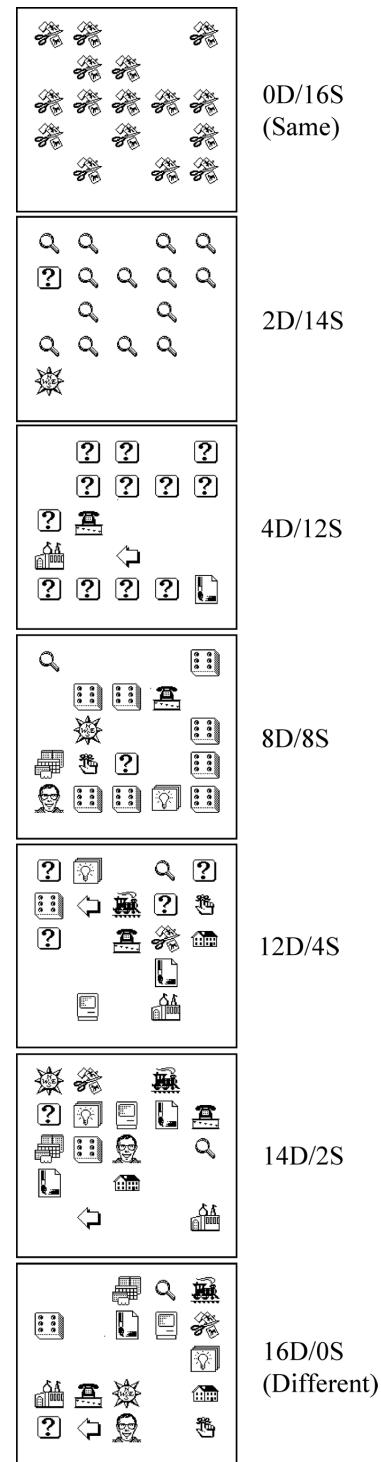 0D/16S
(Same)
2D/14S
4D/12S
8D/8S
12D/4S
14D/2S
16D/0S
(Different)